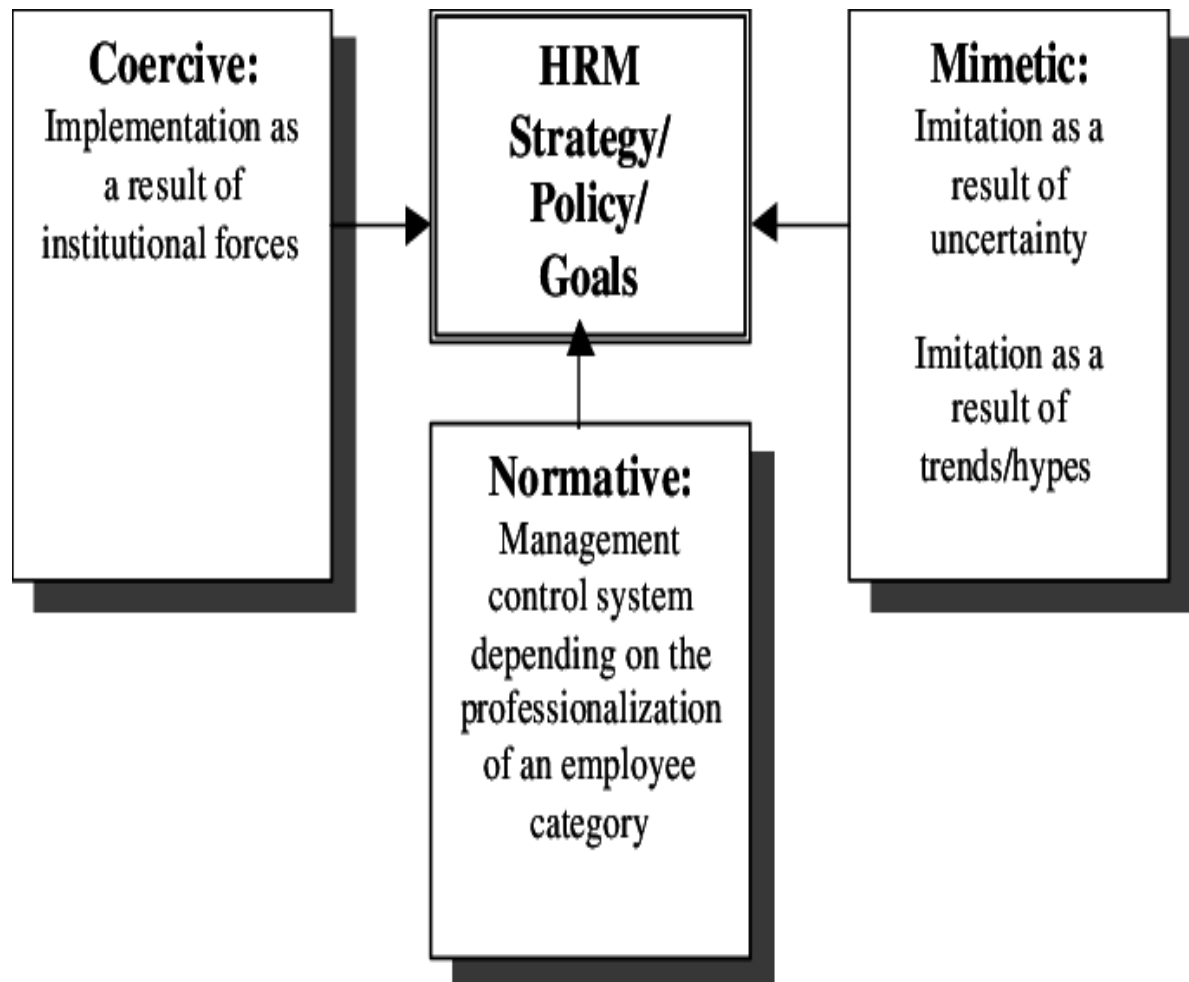 Coercive:
Implementation as
a result of
institutional forces
HRM
Strategy/
Policy/
Goals
Mimetic:
Imitation as a
result of
uncertainty
Imitation as a
result of
trends/hypes
Normative:
Management
control system
depending on the
professionalization
of an employee
category